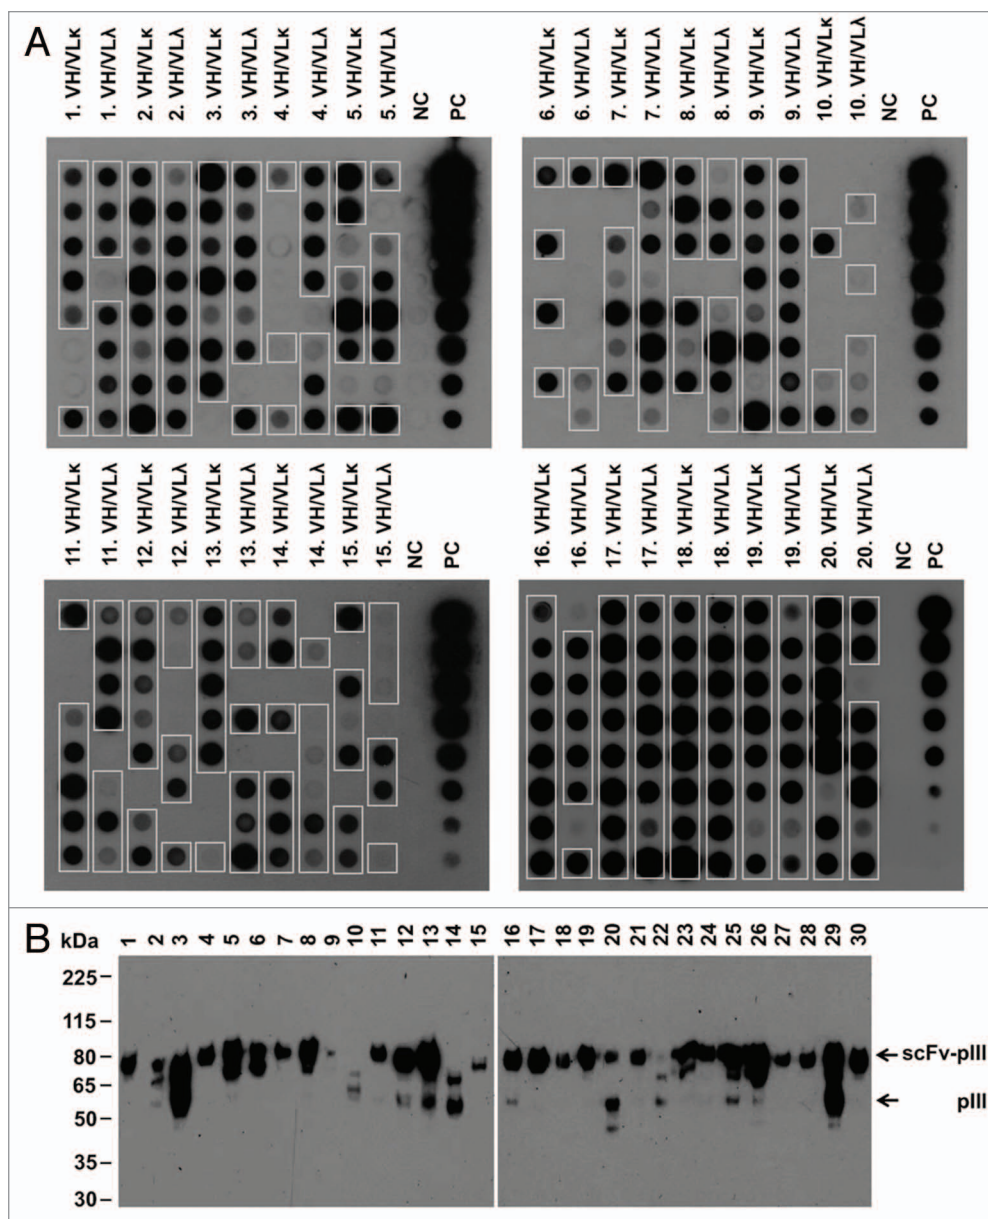 A
1. VH/VLκ
1. VH/VLλ
2. VH/VLκ
2. VH/VLλ
3. VH/VLκ
3. VH/VLλ
4. VH/VLκ
4. VH/VLλ
5. VH/VLκ
5. VH/VLλ
NC
PC
6. VH/VLκ
6. VH/VLλ
7. VH/VLκ
7. VH/VLλ
8. VH/VLκ
8. VH/VLλ
9. VH/VLκ
9. VH/VLλ
10. VH/VLκ
10. VH/VLλ
NC
PC
11. VH/VLκ
11. VH/VLλ
12. VH/VLκ
12. VH/VLλ
13. VH/VLκ
13. VH/VLλ
14. VH/VLκ
14. VH/VLλ
15. VH/VLκ
15. VH/VLλ
NC
PC
16. VH/VLκ
16. VH/VLλ
17. VH/VLκ
17. VH/VLλ
18. VH/VLκ
18. VH/VLλ
19. VH/VLκ
19. VH/VLλ
20. VH/VLκ
20. VH/VLλ
NC
PC
B kDa 1 2 3 4 5 6 7 8 9 10 11 12 13 14 15 16 17 18 19 20 21 22 23 24 25 26 27 28 29 30
225
115
80 scFv-pIII
65
50 pIII
35
30